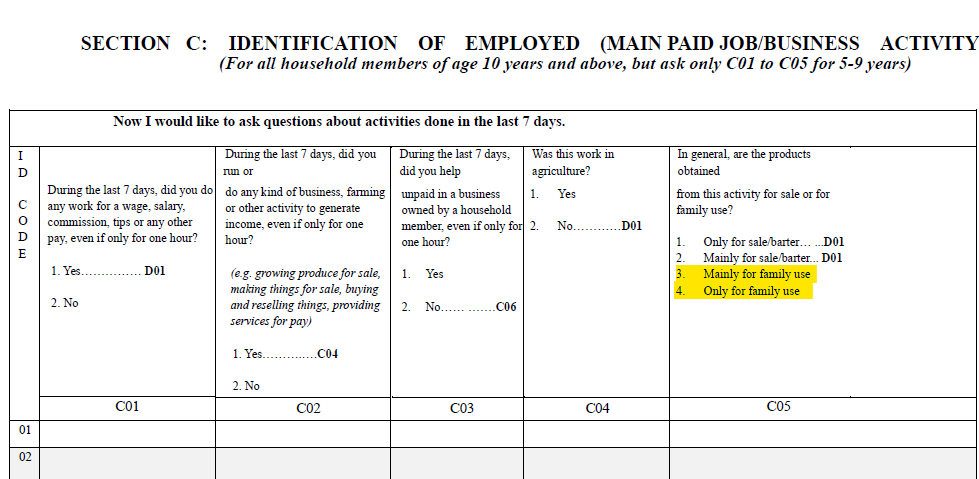 SECTION C: IDENTIFICATION OF EMPLOYED (MAIN PAID JOB/BUSINESS ACTIVITY
(For all household members of age 10 years and above, but ask only C01 to C05 for 5-9 years)
Now I would like to ask questions about activities done in the last 7 days.
I
D
C
O
D
E
During the last 7 days, did you do
any work for a wage, salary,
commission, tips or any other
pay, even if only for one hour?
1. Yes............... D01
2. No
During the last 7 days, did you
run or
do any kind of business, farming
or other activity to generate
income, even if only for one
hour?
(e.g. growing produce for sale,
making things for sale, buying
and reselling things, providing
services for pay)
1. Yes..............C04
2. No
During the last 7 days,
did you help
unpaid in a business
owned by a household
member, even if only for
one hour?
1. Yes
2. No...... .......C06
Was this work in
agriculture?
1. Yes
2. No............D01
In general, are the products
obtained
from this activity for sale or for
family use?
1. Only for sale/barter... ...D01
2. Mainly for sale/barter... D01
3. Mainly for family use
4. Only for family use
C01
C02
C03
C04
C05
01
02